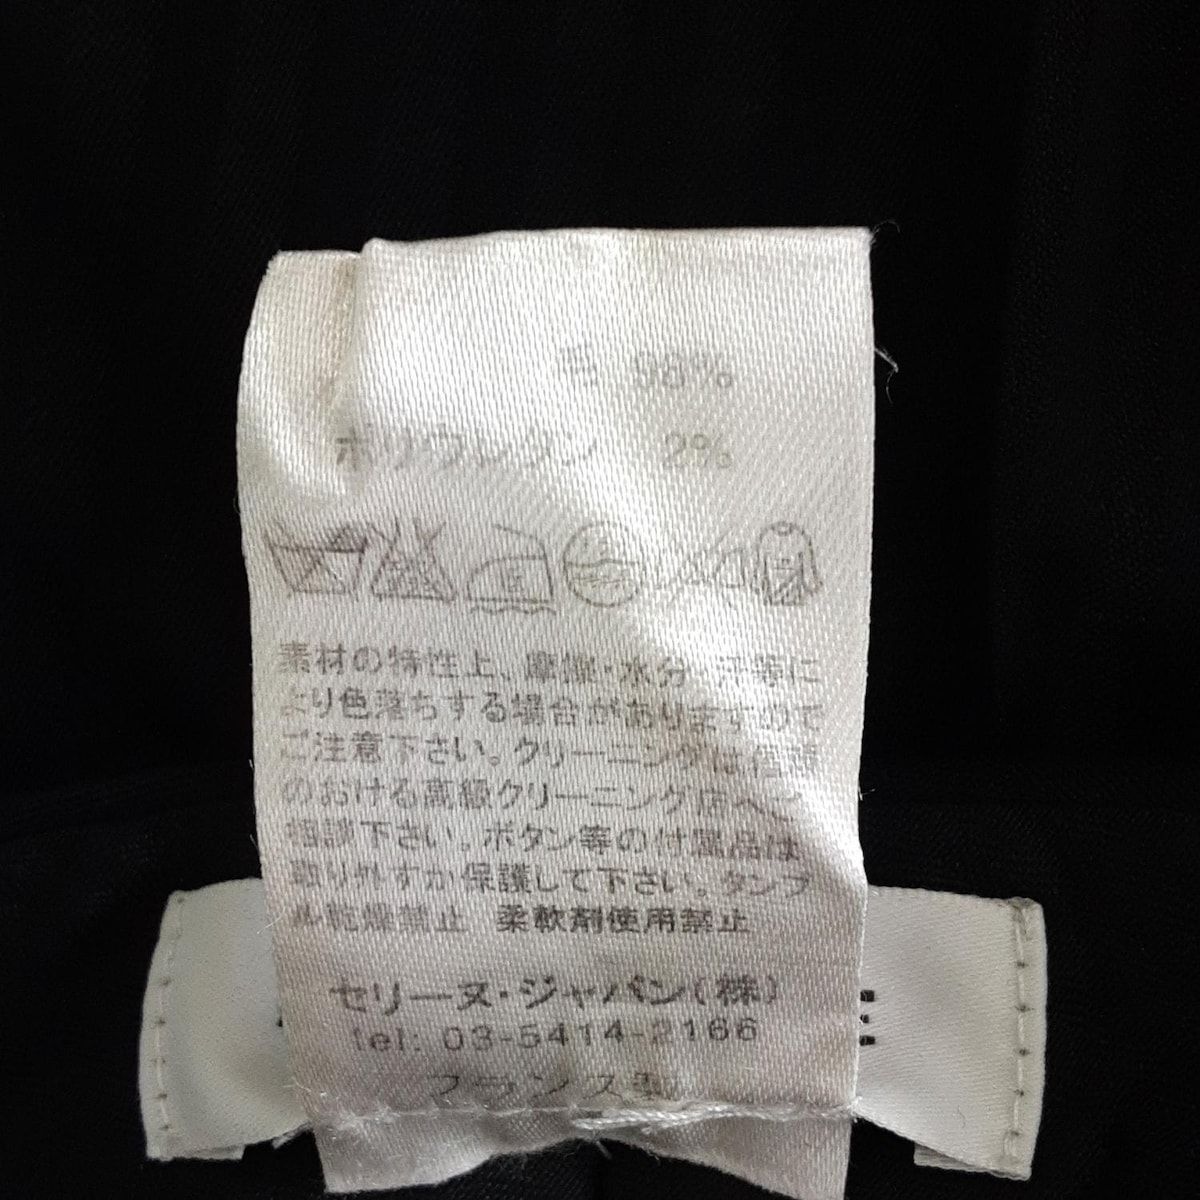 毛 98%
ポリウレタン 2%
素材の特性上、摩擦・水分、汗等に
より色落ちする場合がありますので
ご注意下さい。クリーニングは信頼
のおける高級クリーニング店へご
相談下さい。ボタン等の付属品は
取り外すか保護して下さい。タンブ
ル乾燥禁止 柔軟剤使用禁止
セリーヌ・ジャパン(株)
tel: 03-5414-2166
フランス製